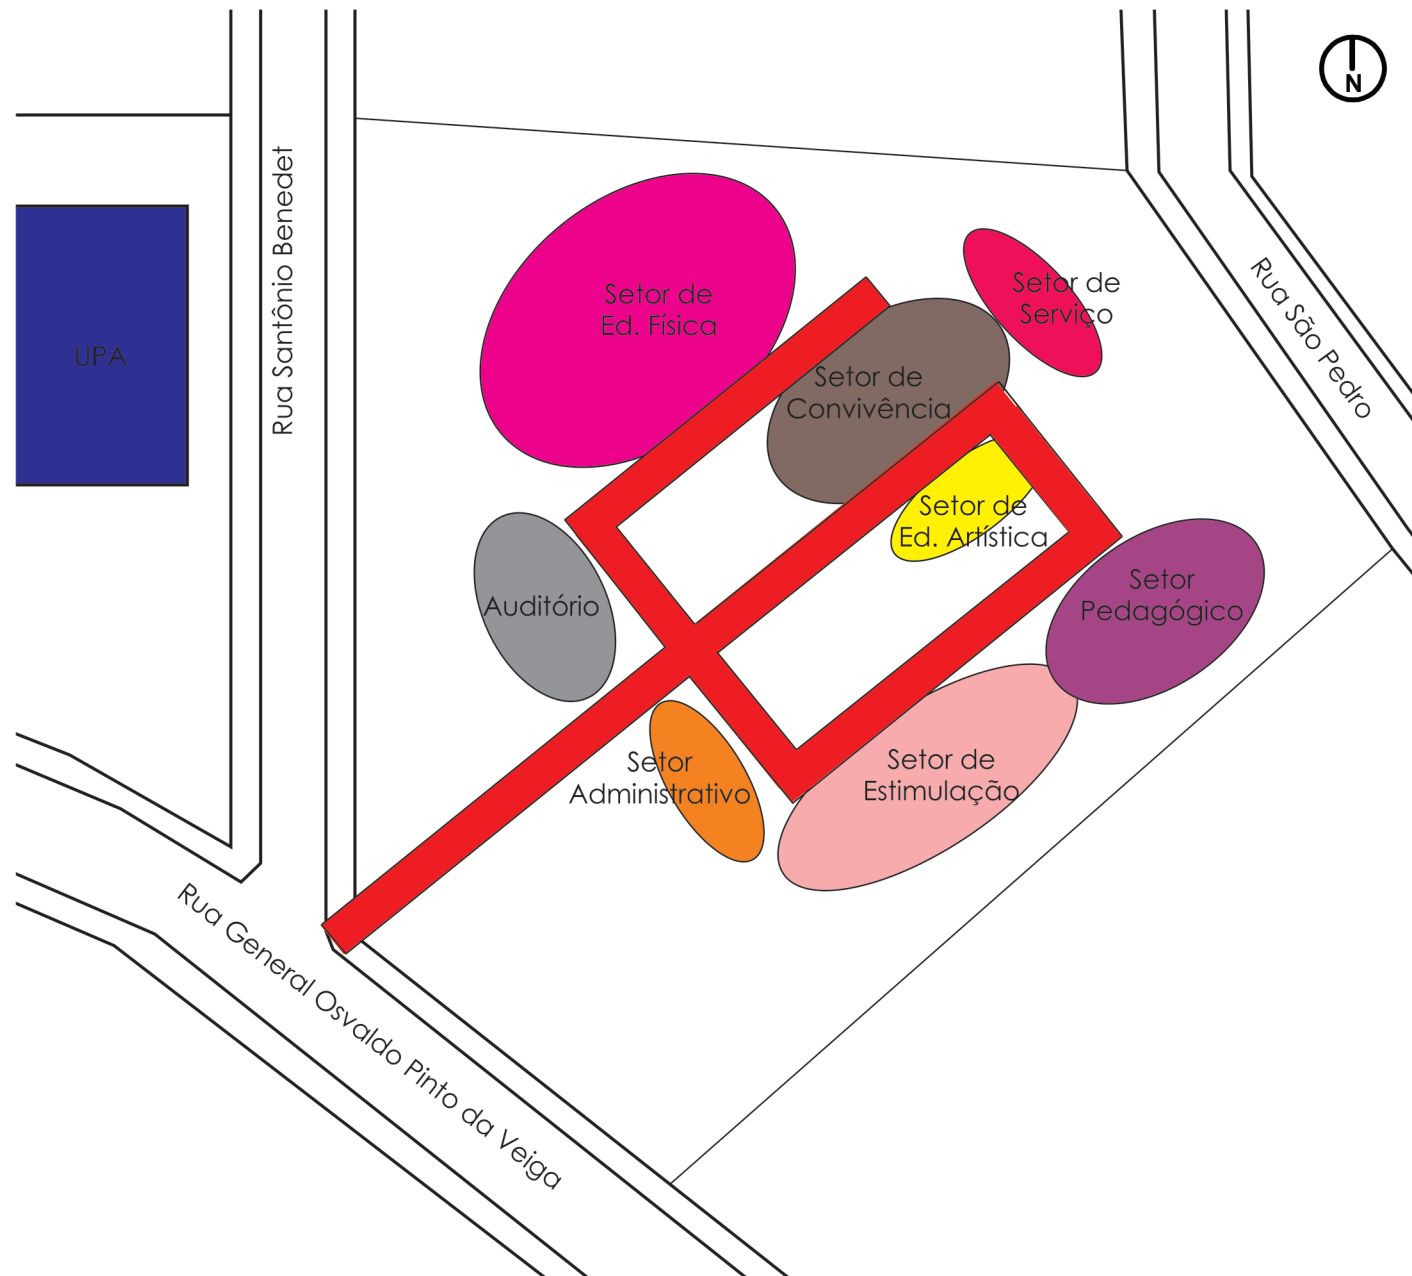 N
Rua Santônio Benedet
Rua São Pedro
UPA
Setor de
Ed. Física
Setor de
Serviço
Setor de
Convivência
Setor de
Ed. Artística
Auditório
Setor
Pedagógico
Setor
Administrativo
Setor de
Estimulação
Rua General Osvaldo Pinto da Veiga